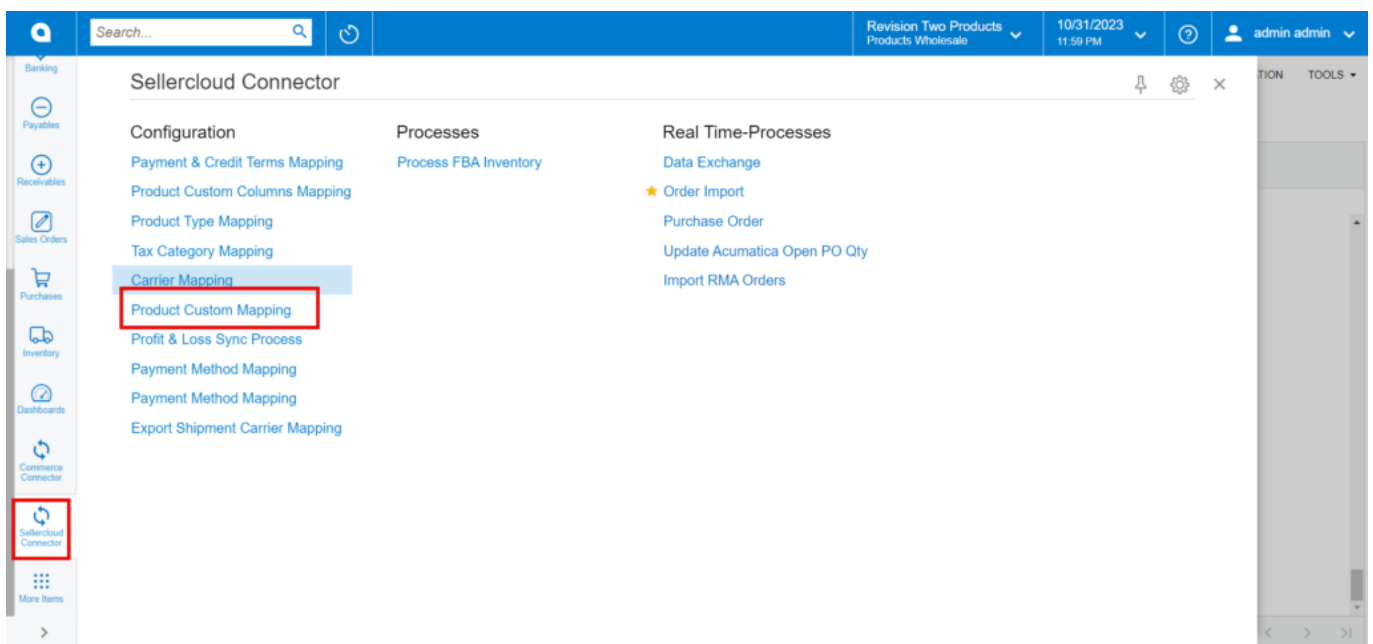 Search...
Revision Two Products
Products Wholesale
10/31/2023
11:59 PM
admin admin
Banking
Payables
Receivables
Sales Orders
Purchases
Inventory
Dashboards
Commerce
Connector
Sellercloud
Connector
More Items
Sellercloud Connector
Configuration
Payment & Credit Terms Mapping
Product Custom Columns Mapping
Product Type Mapping
Tax Category Mapping
Carrier Mapping
Product Custom Mapping
Profit & Loss Sync Process
Payment Method Mapping
Payment Method Mapping
Export Shipment Carrier Mapping
Processes
Process FBA Inventory
Real Time-Processes
Data Exchange
Order Import
Purchase Order
Update Acumatica Open PO Qty
Import RMA Orders
TOOLS